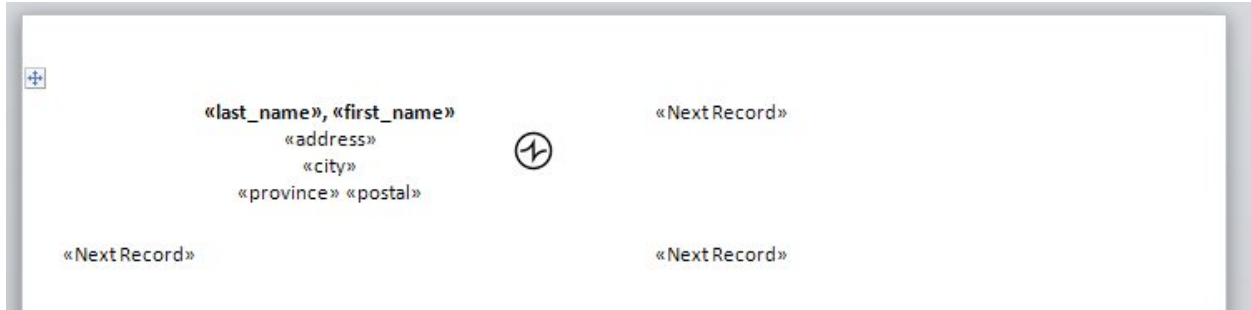 «last_name», «first_name»
«Next Record»
«address»
«city»
«province» «postal»
«Next Record»
«Next Record»